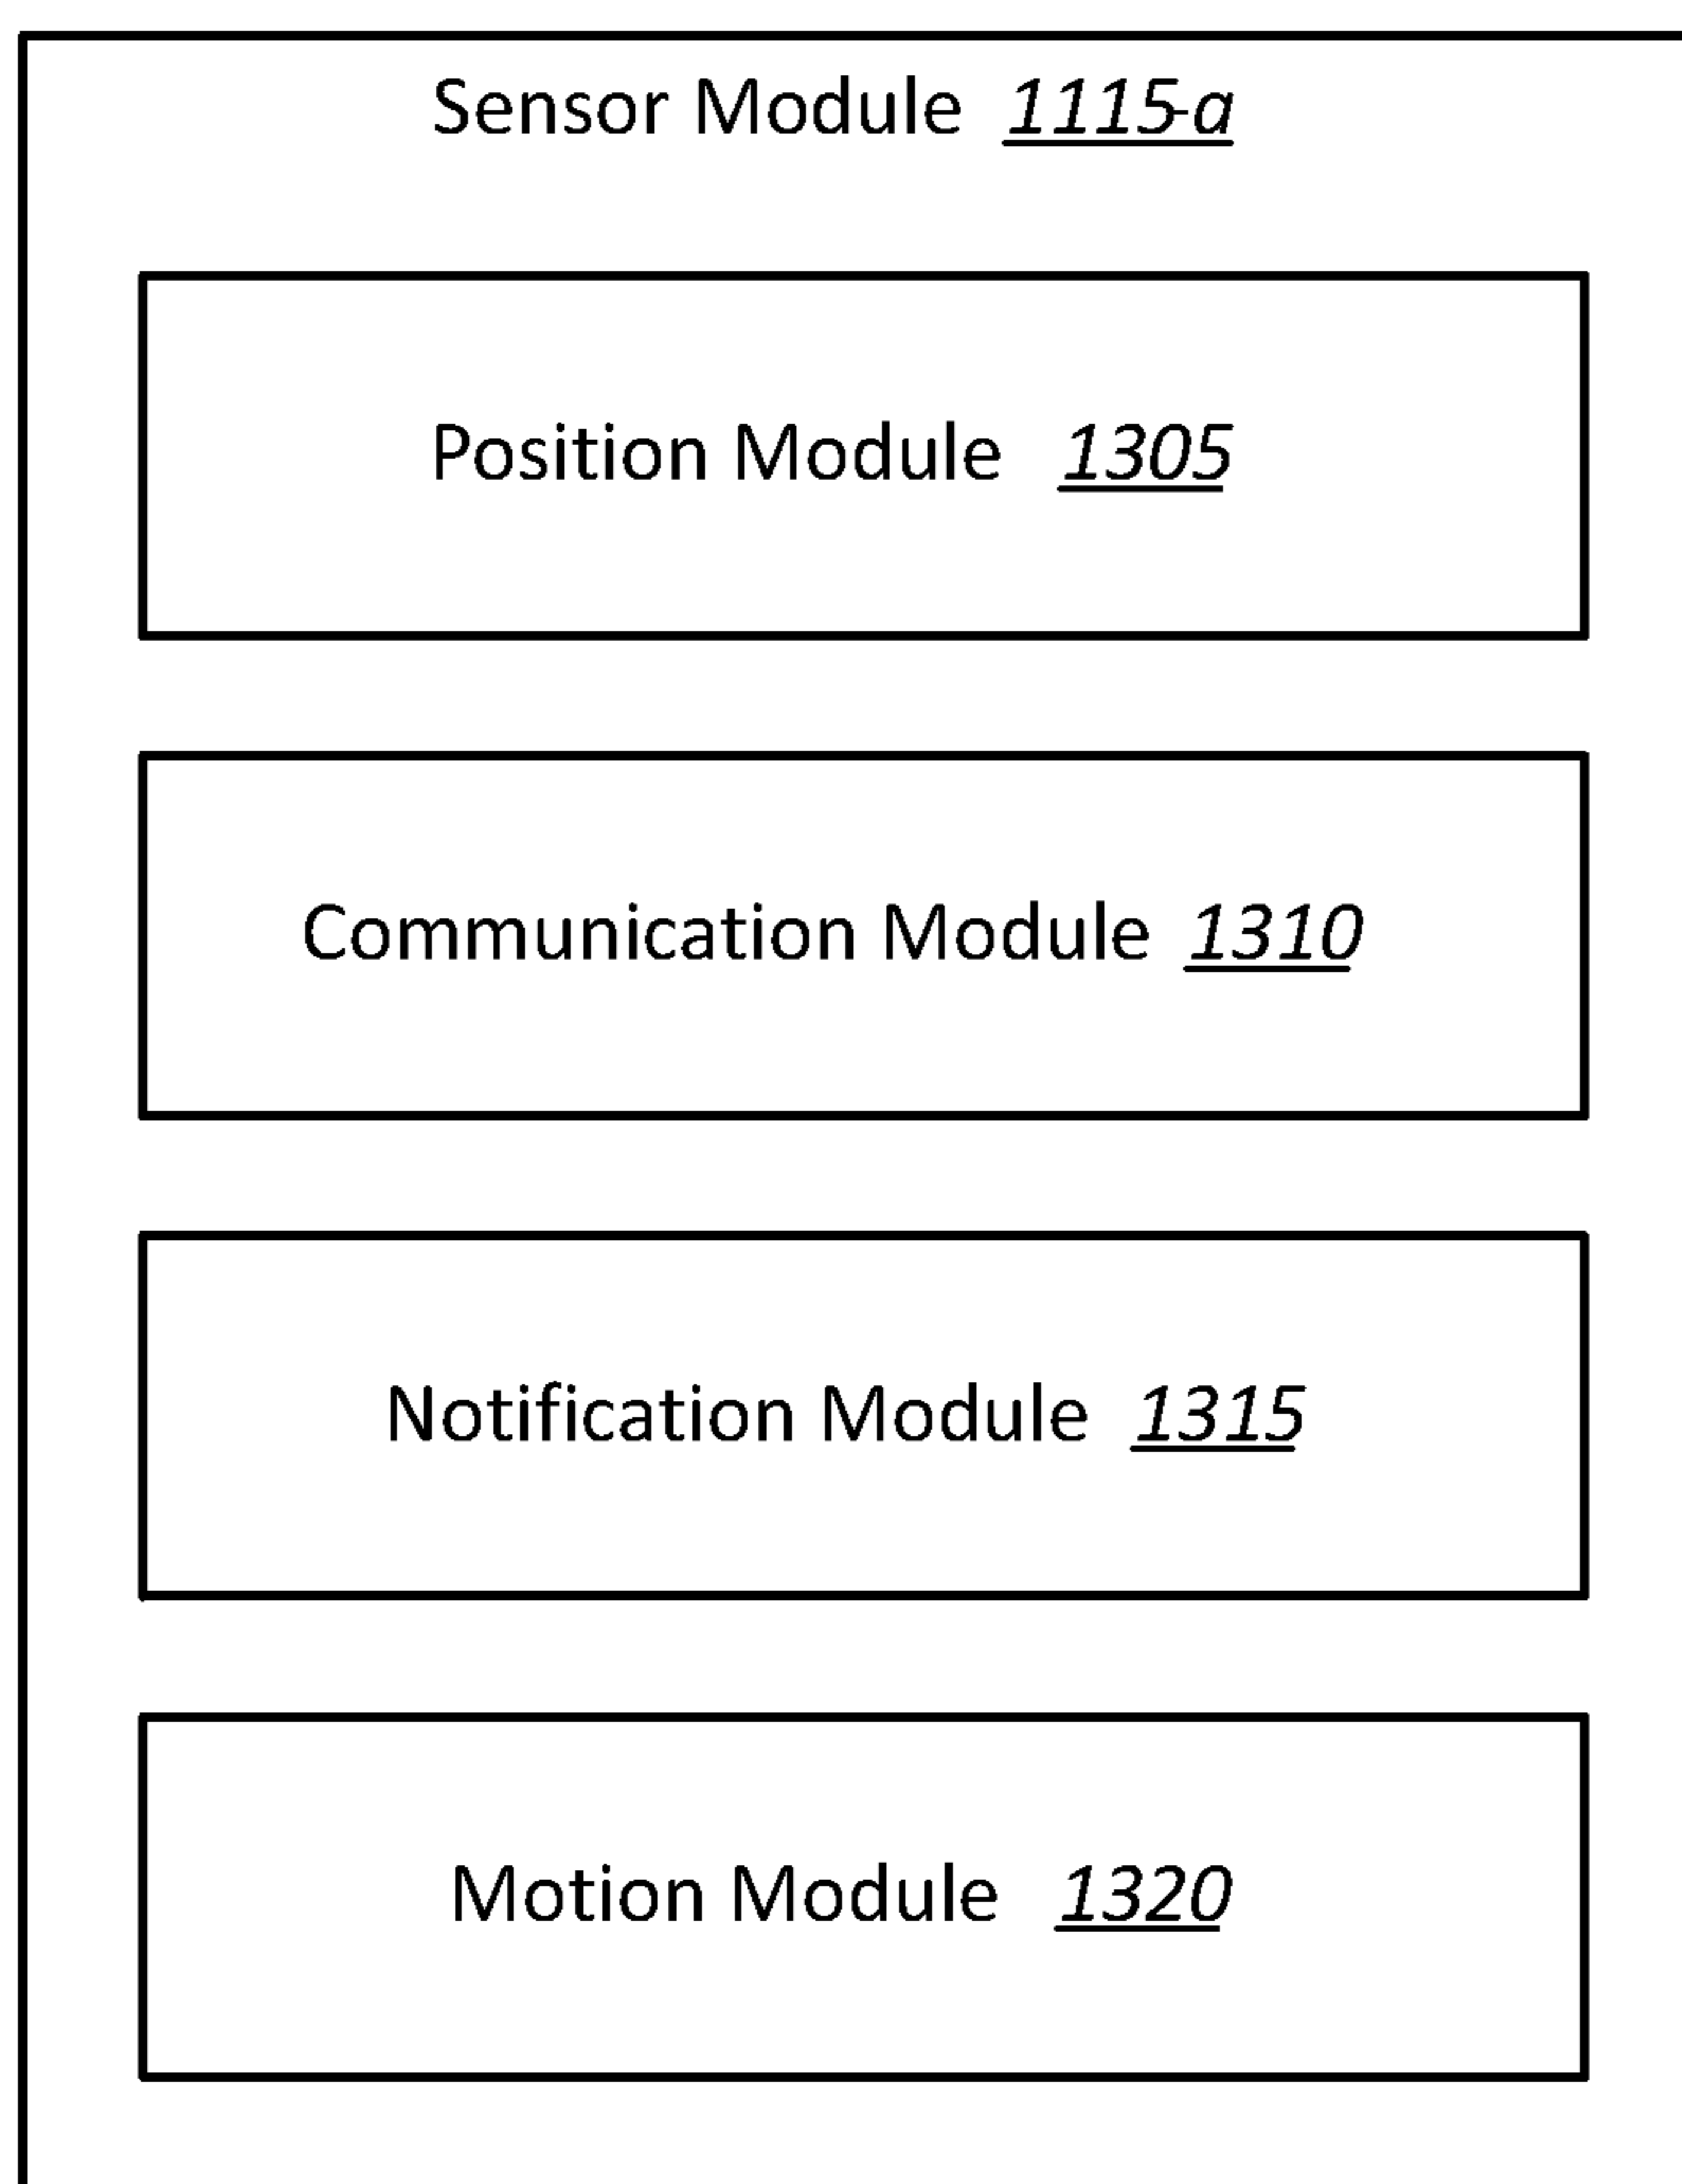 Sensor Module 1115-a
Position Module 1305
Communication Module 1310
Notification Module 1315
Motion Module 1320